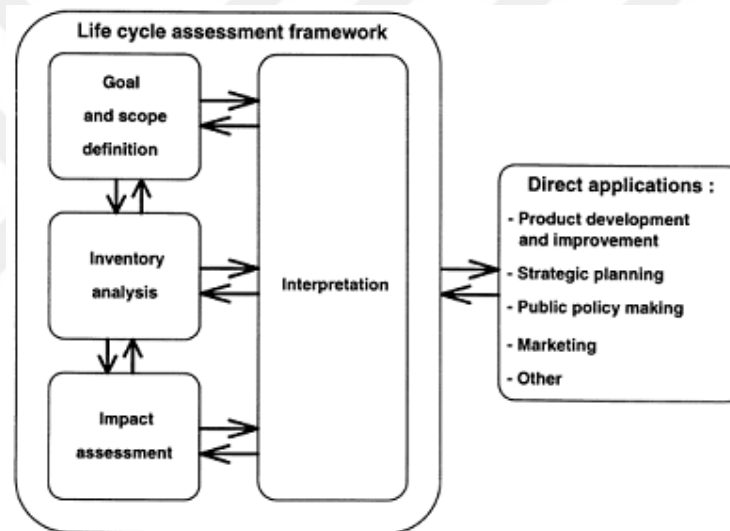 Life cycle assessment framework
Goal
and scope
definition
Inventory
analysis
Impact
assessment
Interpretation
Direct applications :
- Product development
and improvement
- Strategic planning
- Public policy making
- Marketing
- Other